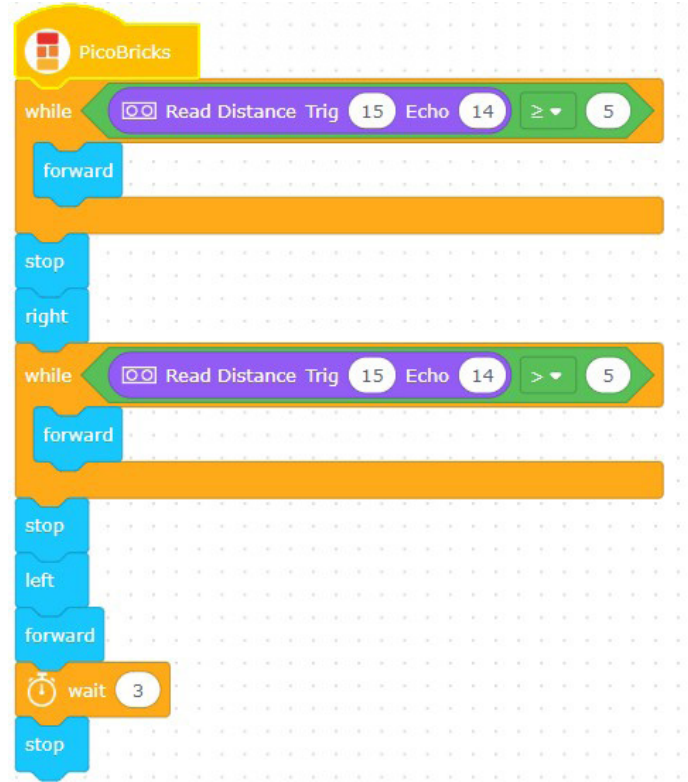 PicoBricks
while Read Distance Trig 15 Echo 14 ≥ 5
forward
stop
right
while Read Distance Trig 15 Echo 14 > 5
forward
stop
left
forward
wait 3
stop